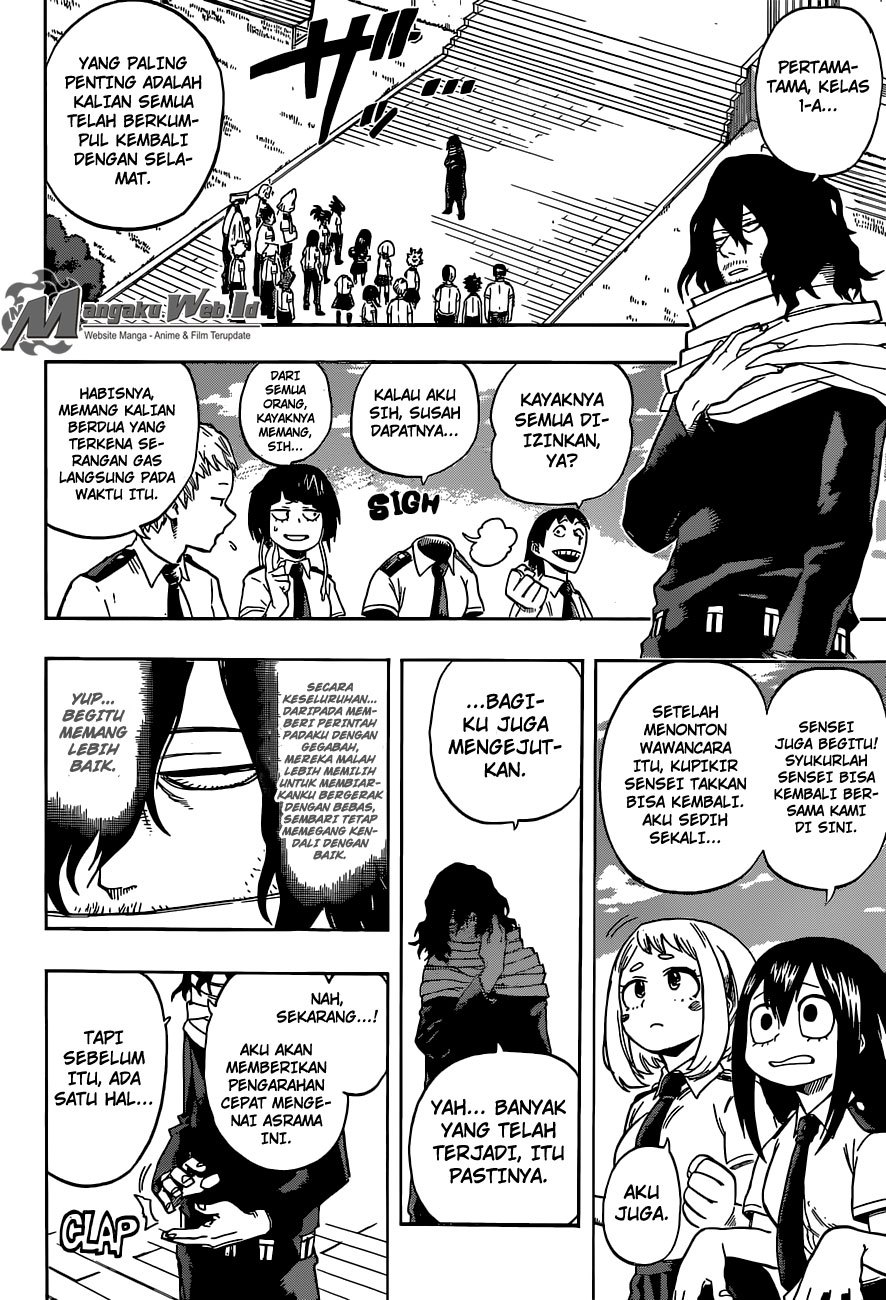 PERTAMA-
TAMA, KELAS
1-A...
YANG PALING
PENTING ADALAH
KALIAN SEMUA
TELAH BERKUM-
PUL KEMBALI
DENGAN SELA-
MAT.
ザッ
Mangaku Web Id
Website Manga - Anime & Film Terupdate
KAYAKNYA
SEMUA DI-
IZINKAN,
YA?
KALAU AKU
SIH, SUSAH
DAPATNYA...
SIGH
DARI
SEMUA
ORANG,
KAYAKNYA
MEMANG,
SIH...
HABISNYA,
MEMANG KALIAN
BERDUA YANG
TERKENA SE-
RANGAN GAS
LANGSUNG PADA
WAKTU ITU.
SENSEI
JUGA BEGITU!
SYUKURLAH
SENSEI BISA
KEMBALI BER-
SAMA KAMI
DI SINI.
SETELAH
MENONTON
WAWANCARA
ITU, KUPIKIR
SENSEI TAKKAN
BISA KEMBALI.
AKU SEDIH
SEKALI...
AKU
JUGA.
...BAGI-
KU JUGA
MENGEJUT-
KAN.
YAH... BANYAK
YANG TELAH
TERJADI, ITU
PASTINYA.
SECARA
KESELURUHAN...
DARIPADA MEM-
BERI PERINTAH
PADAKU DENGAN
GEGABAH,
MEREKA MALAH
LEBIH MEMILIH
UNTUK MEMBIAR-
KANKU BERGERAK
DENGAN BEBAS,
SEMBARI TETAP
MEMEGANG KEN-
DALI DENGAN
BAIK.
YUP...
BEGITU
MEMANG
LEBIH
BAIK.
NAH,
SEKARANG...!
AKU AKAN
MEMBERIKAN
PENGARAHAN
CEPAT MENGE-
NAI ASRAMA
INI.
TAPI
SEBELUM
ITU, ADA
SATU HAL...
CLAP